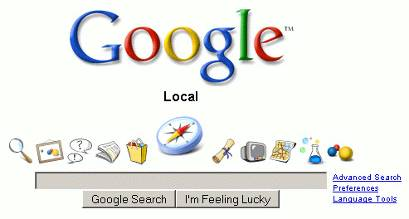 Google™
Local
Advanced Search
Preferences
Language Tools
Google Search
I'm Feeling Lucky